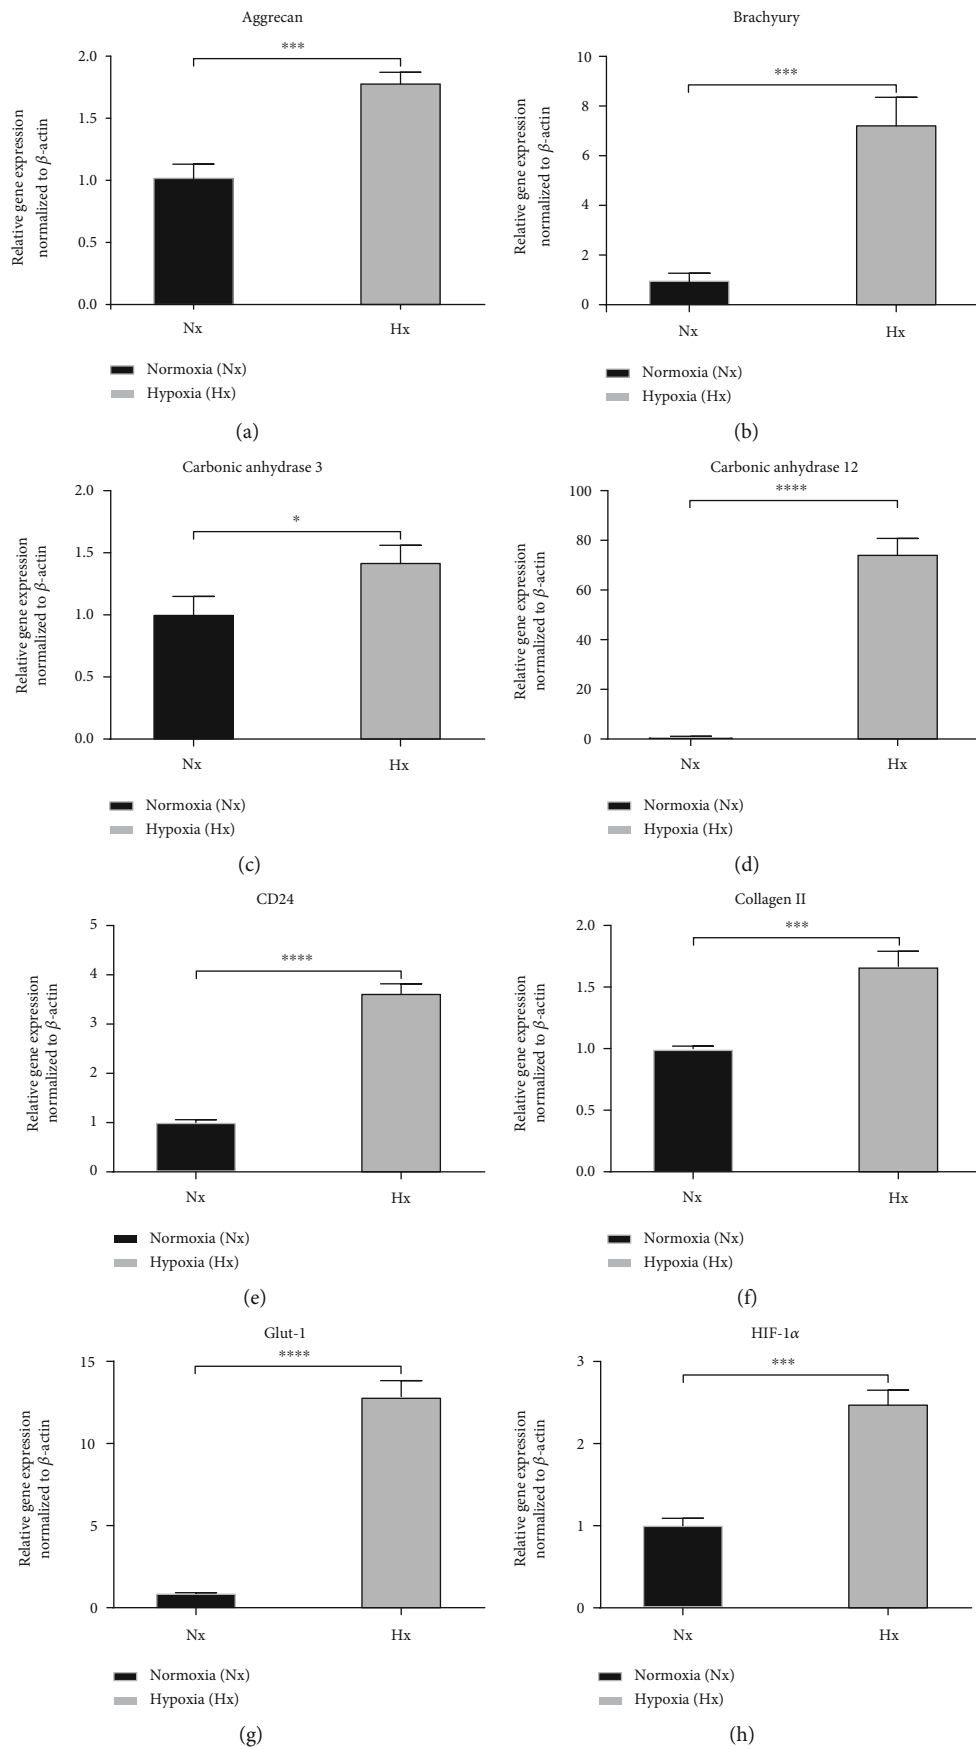 Aggrecan
Relative gene expression
normalized to β-actin
2.0
1.5
1.0
0.5
0.0
***
Nx
Hx
Normoxia (Nx)
Hypoxia (Hx)
(a)
Brachyury
Relative gene expression
normalized to β-actin
10
8
6
4
2
0
***
Nx
Hx
Normoxia (Nx)
Hypoxia (Hx)
(b)
Carbonic anhydrase 3
Relative gene expression
normalized to β-actin
2.0
1.5
1.0
0.5
0.0
*
Nx
Hx
Normoxia (Nx)
Hypoxia (Hx)
(c)
Carbonic anhydrase 12
Relative gene expression
normalized to β-actin
100
80
60
40
20
0
****
Nx
Hx
Normoxia (Nx)
Hypoxia (Hx)
(d)
CD24
Relative gene expression
normalized to β-actin
5
4
3
2
1
0
****
Nx
Hx
Normoxia (Nx)
Hypoxia (Hx)
(e)
Collagen II
Relative gene expression
normalized to β-actin
2.0
1.5
1.0
0.5
0.0
***
Nx
Hx
Normoxia (Nx)
Hypoxia (Hx)
(f)
Glut-1
Relative gene expression
normalized to β-actin
15
10
5
0
****
Nx
Hx
Normoxia (Nx)
Hypoxia (Hx)
(g)
HIF-1α
Relative gene expression
normalized to β-actin
3
2
1
0
***
Nx
Hx
Normoxia (Nx)
Hypoxia (Hx)
(h)